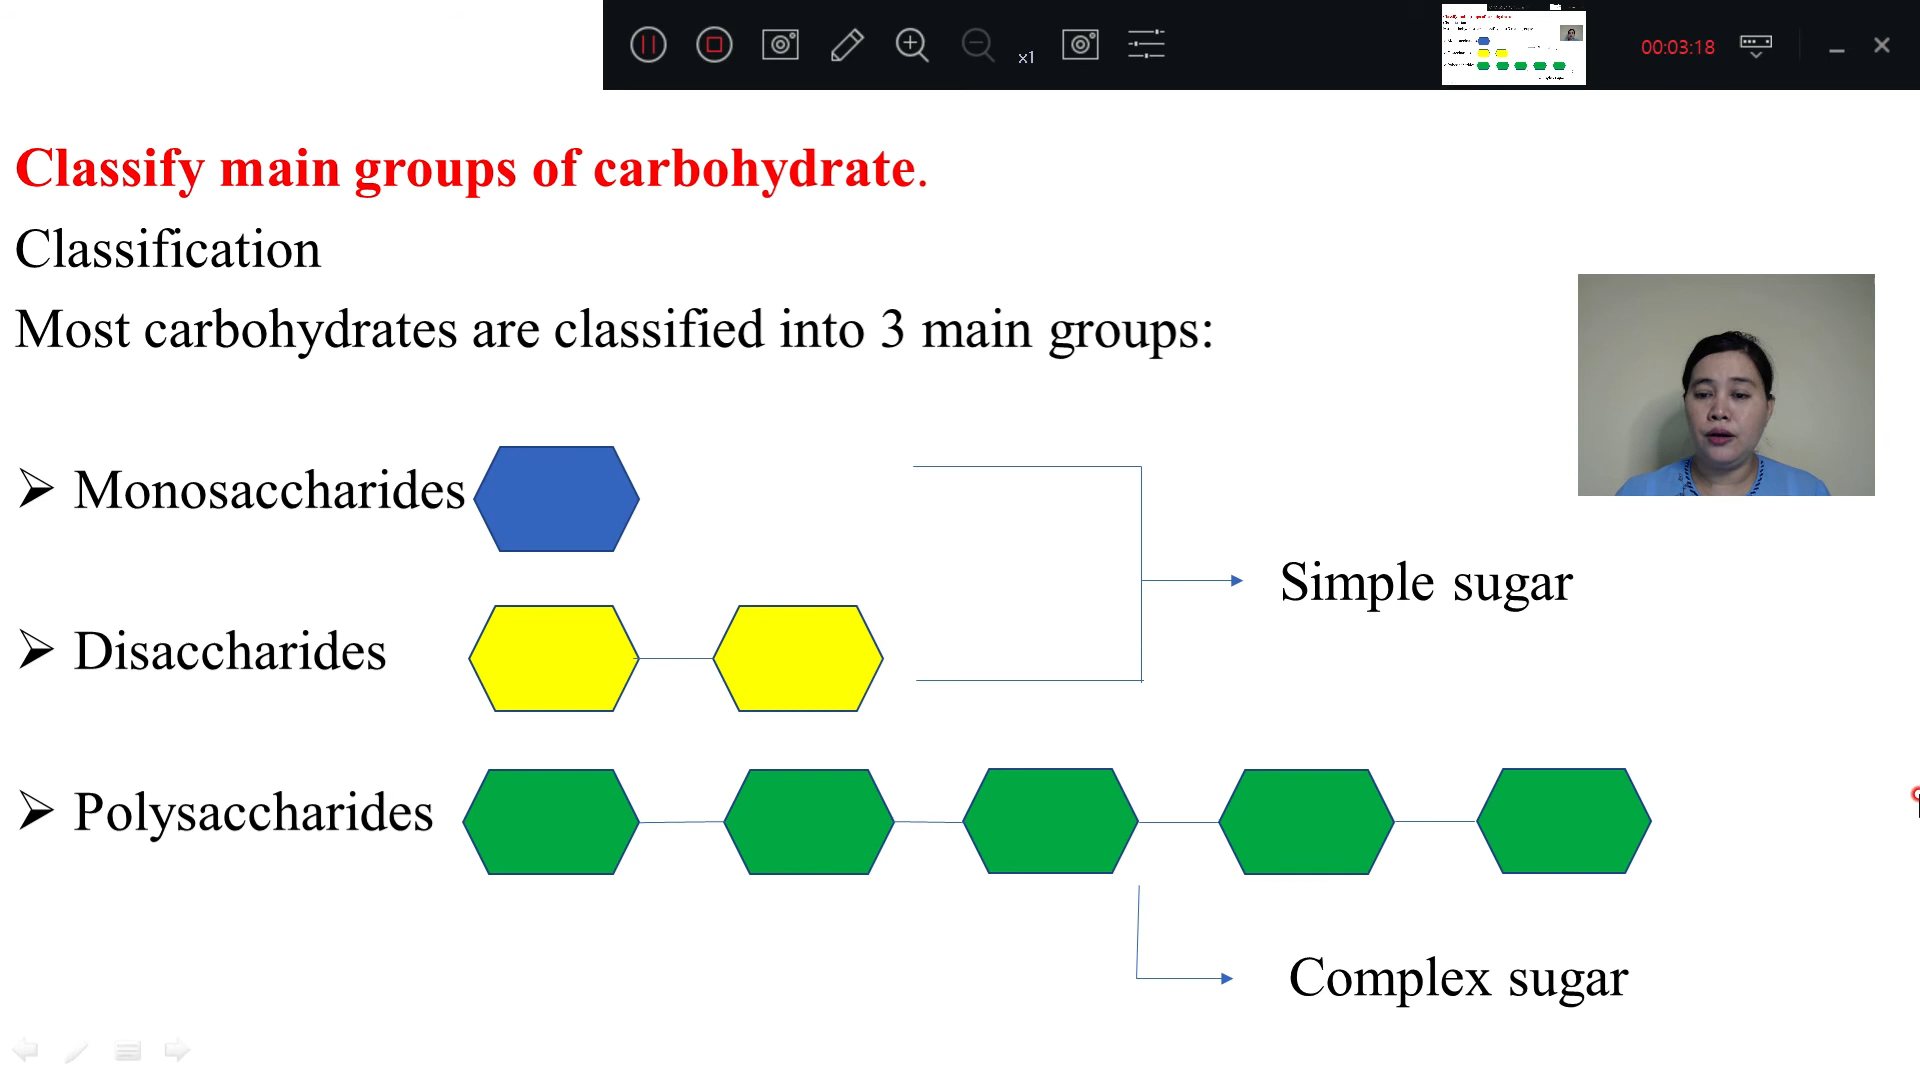 x1
00:03:18
Classify main groups of carbohydrate.
Classification
Most carbohydrates are classified into 3 main groups:
➢ Monosaccharides
Simple sugar
➢ Disaccharides
➢ Polysaccharides
Complex sugar